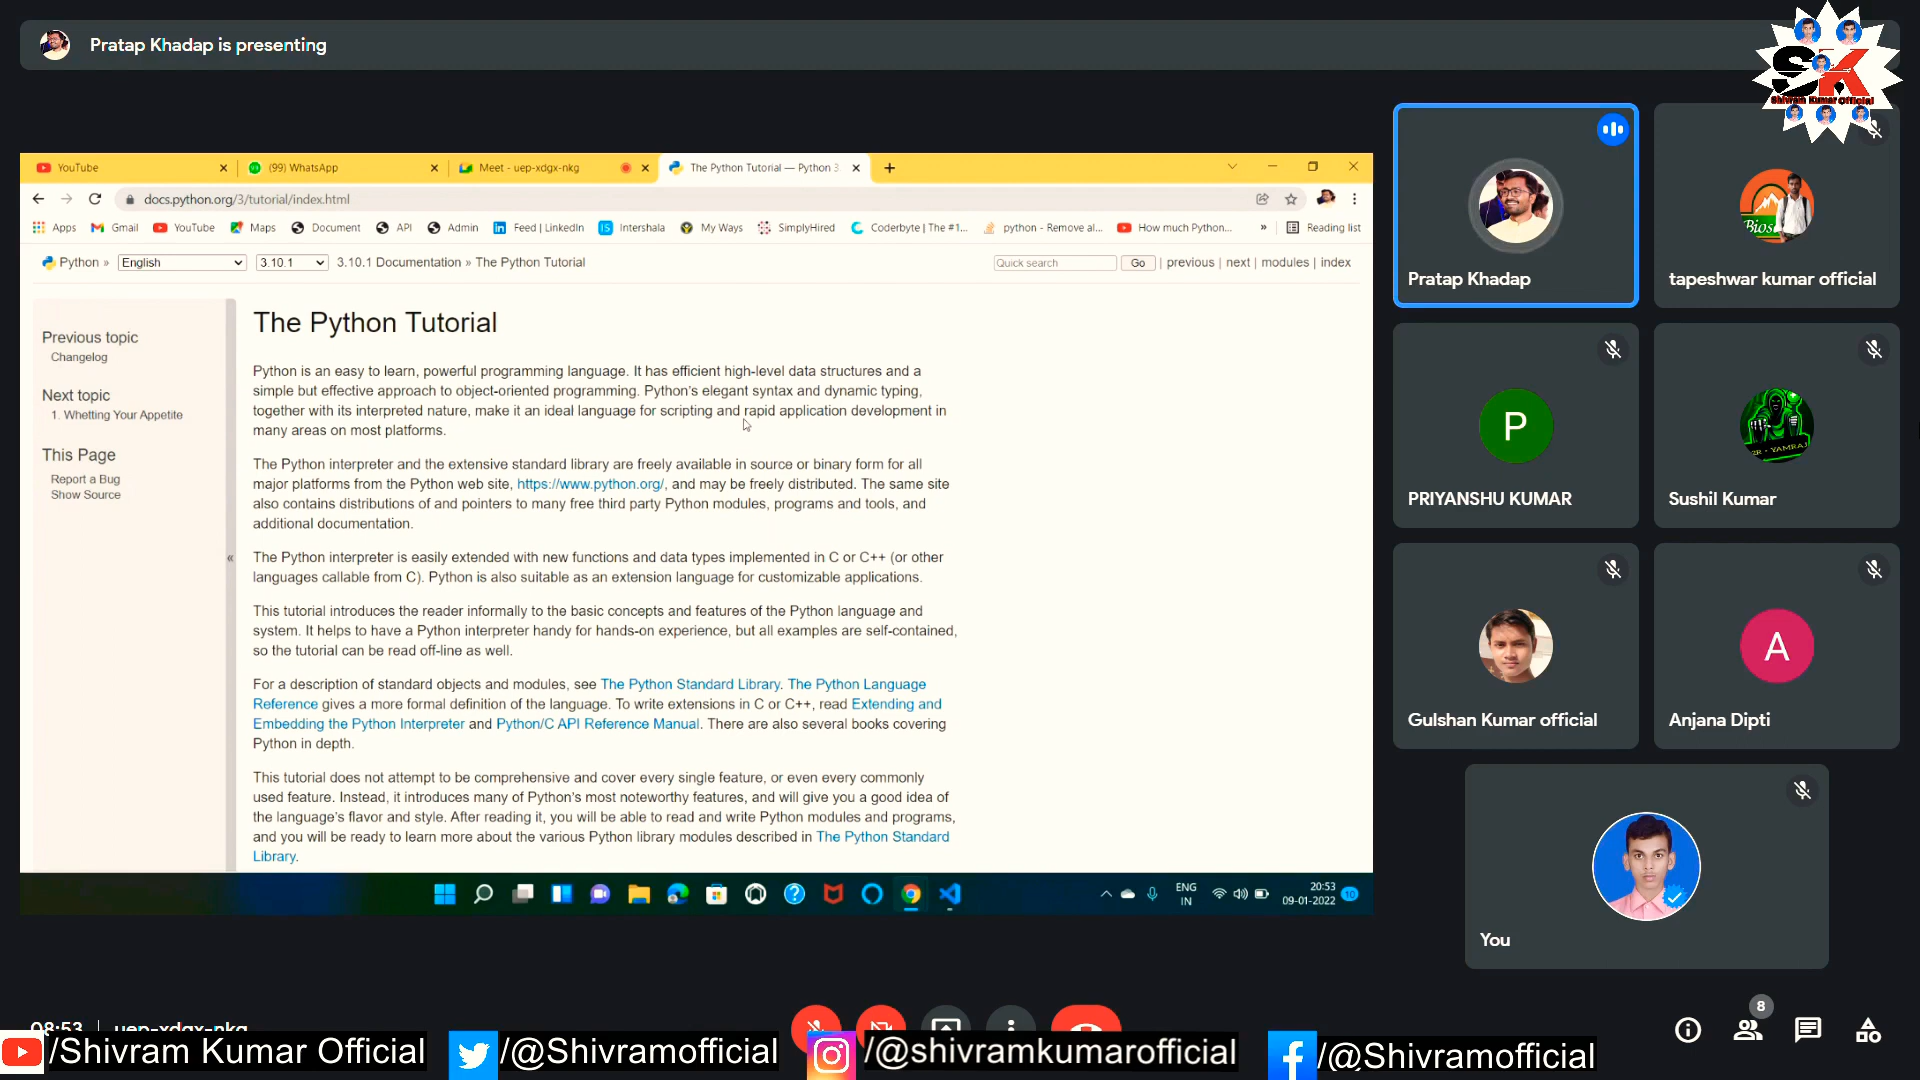 Pratap Khadap is presenting
SK
Shivram Kumar Official
YouTube
(99) WhatsApp
Meet - uep-xdgx-nkg
The Python Tutorial — Python 3
docs.python.org/3/tutorial/index.html
Apps
Gmail
YouTube
Maps
Document
API
Admin
Feed | LinkedIn
Intershala
My Ways
SimplyHired
Coderbyte | The #1...
python - Remove al...
How much Python...
»
Reading list
Python » English 3.10.1 3.10.1 Documentation » The Python Tutorial
Quick search Go | previous | next | modules | index
Previous topic
Changelog
Next topic
1. Whetting Your Appetite
This Page
Report a Bug
Show Source
«
The Python Tutorial
Python is an easy to learn, powerful programming language. It has efficient high-level data structures and a
simple but effective approach to object-oriented programming. Python's elegant syntax and dynamic typing,
together with its interpreted nature, make it an ideal language for scripting and rapid application development in
many areas on most platforms.
The Python interpreter and the extensive standard library are freely available in source or binary form for all
major platforms from the Python web site, https://www.python.org/, and may be freely distributed. The same site
also contains distributions of and pointers to many free third party Python modules, programs and tools, and
additional documentation.
The Python interpreter is easily extended with new functions and data types implemented in C or C++ (or other
languages callable from C). Python is also suitable as an extension language for customizable applications.
This tutorial introduces the reader informally to the basic concepts and features of the Python language and
system. It helps to have a Python interpreter handy for hands-on experience, but all examples are self-contained,
so the tutorial can be read off-line as well.
For a description of standard objects and modules, see The Python Standard Library. The Python Language
Reference gives a more formal definition of the language. To write extensions in C or C++, read Extending and
Embedding the Python Interpreter and Python/C API Reference Manual. There are also several books covering
Python in depth.
This tutorial does not attempt to be comprehensive and cover every single feature, or even every commonly
used feature. Instead, it introduces many of Python's most noteworthy features, and will give you a good idea of
the language's flavor and style. After reading it, you will be able to read and write Python modules and programs,
and you will be ready to learn more about the various Python library modules described in The Python Standard
Library.
ENG
IN
20:53
09-01-2022
10
Pratap Khadap
tapeshwar kumar official
P
PRIYANSHU KUMAR
Sushil Kumar
Gulshan Kumar official
A
Anjana Dipti
You
8
08:53 | uep-xdgx-nkg
/Shivram Kumar Official
/@Shivramofficial
/@shivramkumarofficial
/@Shivramofficial